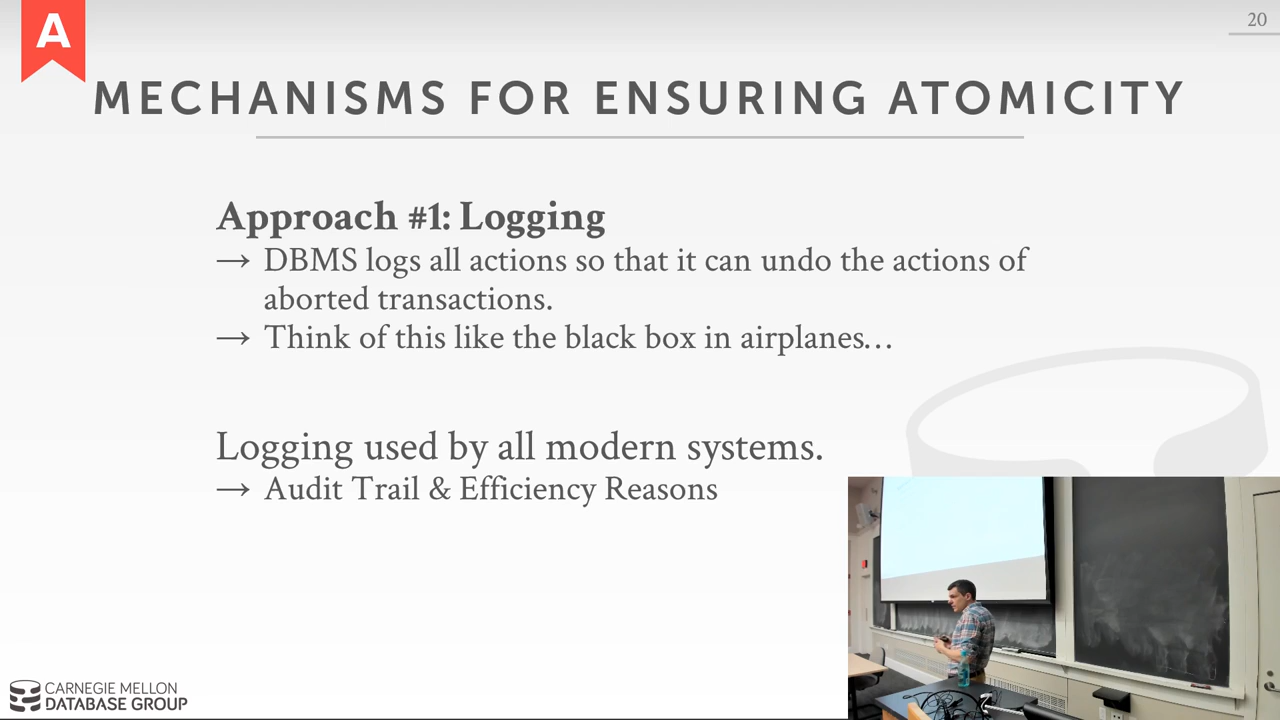 A
20
MECHANISMS FOR ENSURING ATOMICITY
Approach #1: Logging
→ DBMS logs all actions so that it can undo the actions of
aborted transactions.
→ Think of this like the black box in airplanes…
Logging used by all modern systems.
→ Audit Trail & Efficiency Reasons
CARNEGIE MELLON
DATABASE GROUP